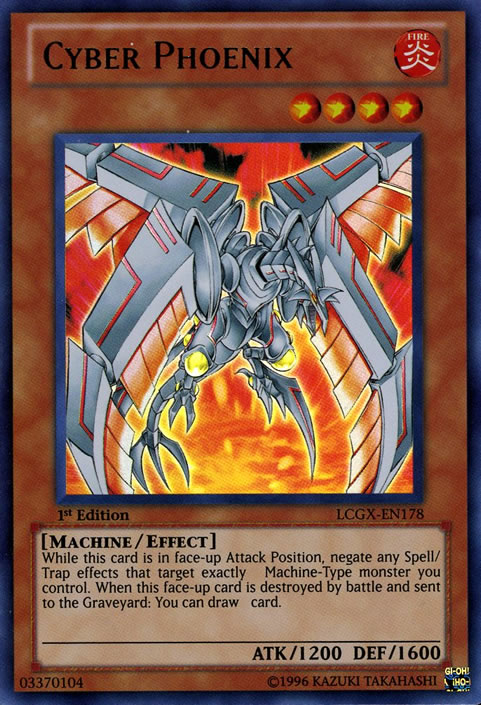 CYBER PHOENIX
FIRE
炎
1st Edition
LCGX-EN178
[MACHINE / EFFECT]
While this card is in face-up Attack Position, negate any Spell/
Trap effects that target exactly Machine-Type monster you
control. When this face-up card is destroyed by battle and sent
to the Graveyard: You can draw card.
ATK/1200 DEF/1600
03370104
©1996 KAZUKI TAKAHASHI
GI-OH!